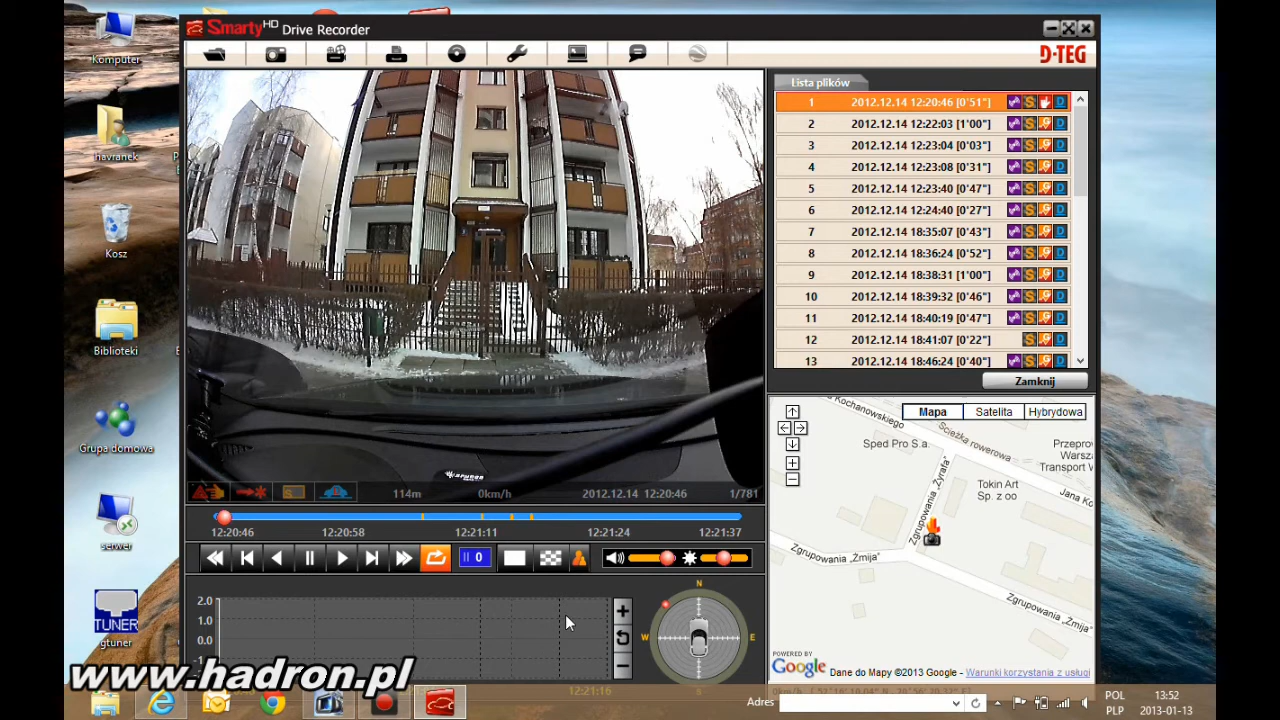 Smarty HD Drive Recorder
D-TEG
Komputer
havranek
Kosz
Biblioteki
Grupa domowa
serwer
TUNER
gtuner
Lista plików
1 2012.12.14 12:20:46 [0'51"] S D
2 2012.12.14 12:22:03 [1'00"] S G D
3 2012.12.14 12:23:04 [0'03"] S G D
4 2012.12.14 12:23:08 [0'31"] S G D
5 2012.12.14 12:23:40 [0'47"] S G D
6 2012.12.14 12:24:40 [0'27"] S G D
7 2012.12.14 18:35:07 [0'43"] S G D
8 2012.12.14 18:36:24 [0'52"] S G D
9 2012.12.14 18:38:31 [1'00"] S G D
10 2012.12.14 18:39:32 [0'46"] S G D
11 2012.12.14 18:40:19 [0'47"] S G D
12 2012.12.14 18:41:07 [0'22"] S G D
13 2012.12.14 18:46:24 [0'40"] S G D
Zamknij
S 114m 0km/h 2012.12.14 12:20:46 1/781
12:20:46 12:20:58 12:21:11 12:21:24 12:21:37
0
2.0
1.0
0.0
N
W E
12:21:16
Mapa Satelita Hybrydowa
Kochanowskiego
Ścieżka rowerowa
Sped Pro S.a.
Przepro
Warsza
Transport W
Tokin Art
Sp. z oo
Jana Ko
Zgrupowania „Żyrafa"
Zgrupowania „Żmija"
Zgrupowania „Żmija"
POWERED BY
Google Dane do Mapy ©2013 Google - Warunki korzystania z usługi
www.hadron.pl
Adres
POL
PLP
13:52
2013-01-13